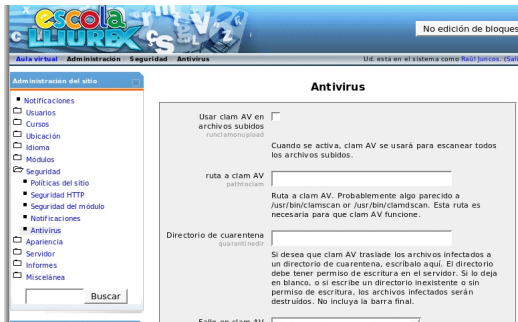 escola
LLIUREX
No edición de bloques
Aula virtual Administración Seguridad Antivirus
Ud. está en el sistema como Raúl Juncos. (Sali
Administración del sitio
Notificaciones
Usuarios
Cursos
Ubicación
Idioma
Módulos
Seguridad
Políticas del sitio
Seguridad HTTP
Seguridad del módulo
Notificaciones
Antivirus
Apariencia
Servidor
Informes
Miscelánea
Buscar
Antivirus
Usar clam AV en
archivos subidos
runclamonupload
Cuando se activa, clam AV se usará para escanear todos
los archivos subidos.
ruta a clam AV
pathtoclam
Ruta a clam AV. Probablemente algo parecido a
/usr/bin/clamscan or /usr/bin/clamdscan. Esta ruta es
necesaria para que clam AV funcione.
Directorio de cuarentena
quarantinedir
Si desea que clam AV traslade los archivos infectados a
un directorio de cuarentena, escríbalo aquí. El directorio
debe tener permiso de escritura en el servidor. Si lo deja
en blanco, o si escribe un directorio inexistente o sin
permiso de escritura, los archivos infectados serán
destruídos. No incluya la barra final.
Fallo en clam AV